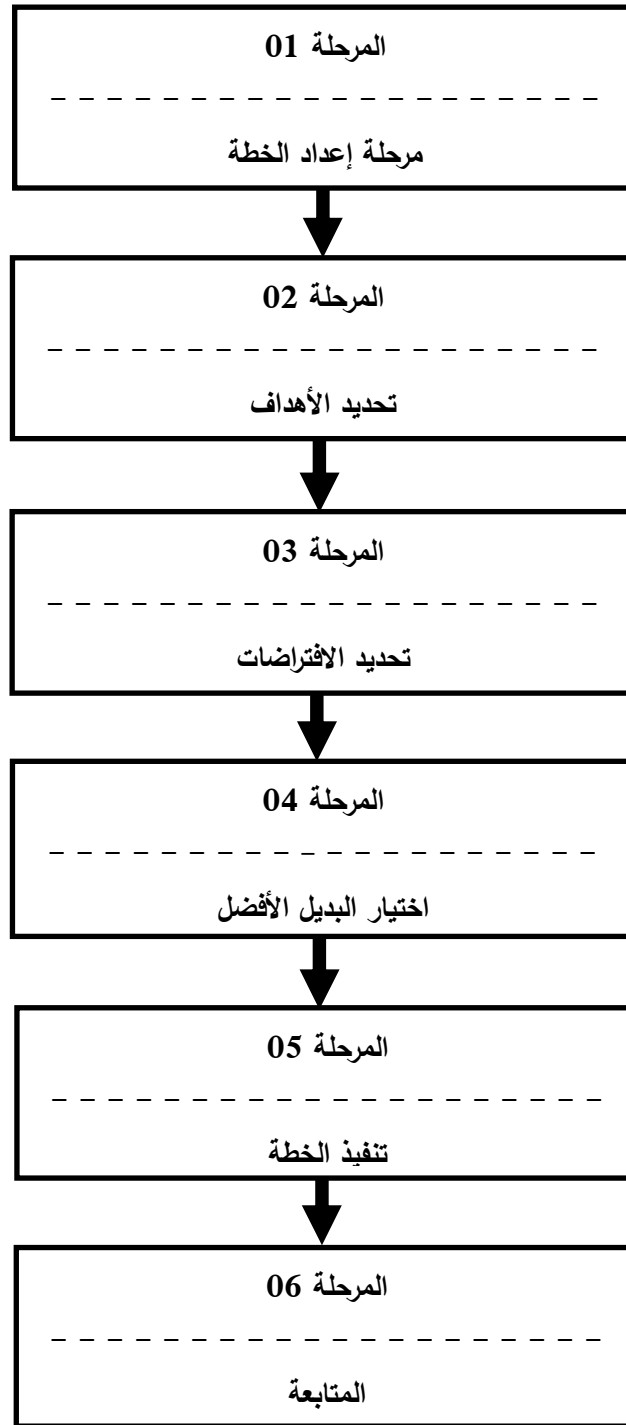 المرحلة 01
مرحلة إعداد الخطة
المرحلة 02
تحديد الأهداف
المرحلة 03
تحديد الافتراضات
المرحلة 04
اختيار البديل الأفضل
المرحلة 05
تنفيذ الخطة
المرحلة 06
المتابعة